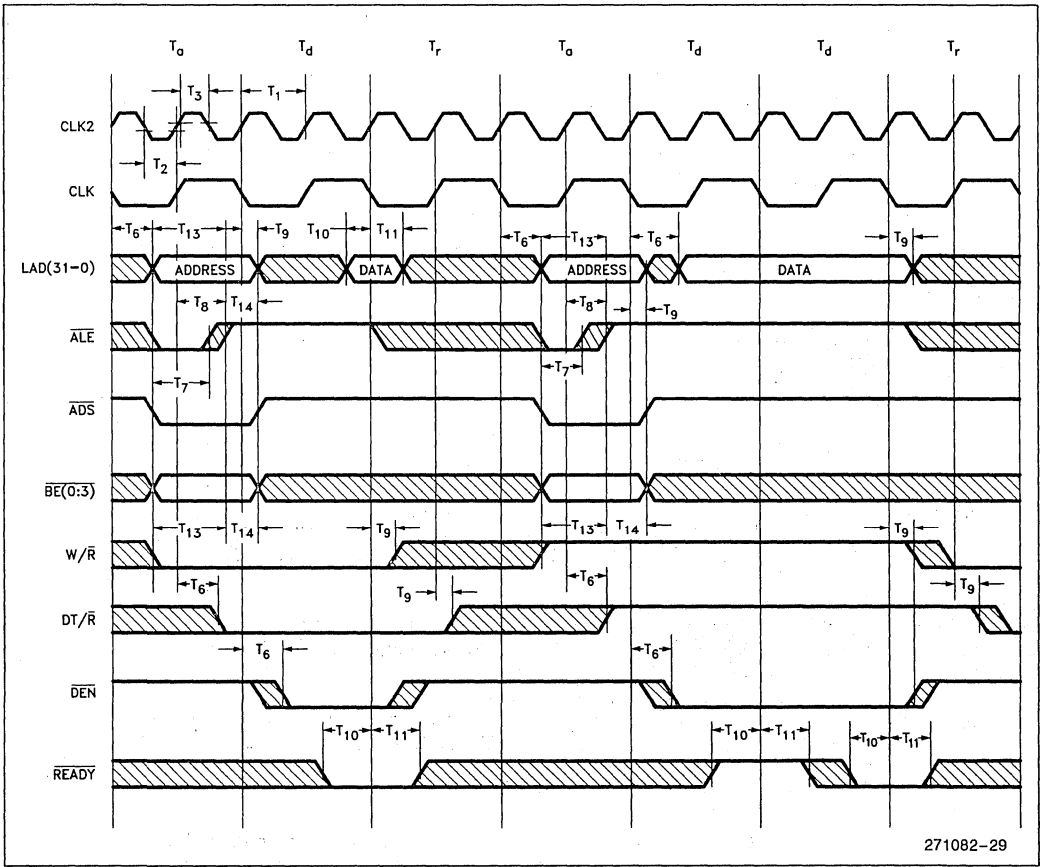 Ta Td Tr Ta Td Td Tr
T3 T1
CLK2
T2
CLK
T6 T13 T9 T10 T11 T6 T13 T6 T9
LAD(31-0) ADDRESS DATA ADDRESS DATA
T8 T14 T8 T9
ALE
T7 T7
ADS
BE(0:3)
T13 T14 T9 T13 T14 T9
W/R
T6 T9 T6 T9
DT/R
T6 T6
DEN
T10 T11 T10 T11 T10 T11
READY
271082-29